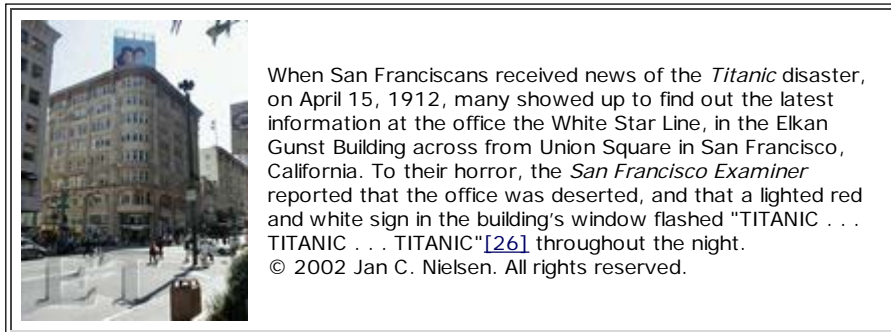 When San Franciscans received news of the Titanic disaster,
on April 15, 1912, many showed up to find out the latest
information at the office the White Star Line, in the Elkan
Gunst Building across from Union Square in San Francisco,
California. To their horror, the San Francisco Examiner
reported that the office was deserted, and that a lighted red
and white sign in the building's window flashed "TITANIC . . .
TITANIC . . . TITANIC"[26] throughout the night.
© 2002 Jan C. Nielsen. All rights reserved.
ET